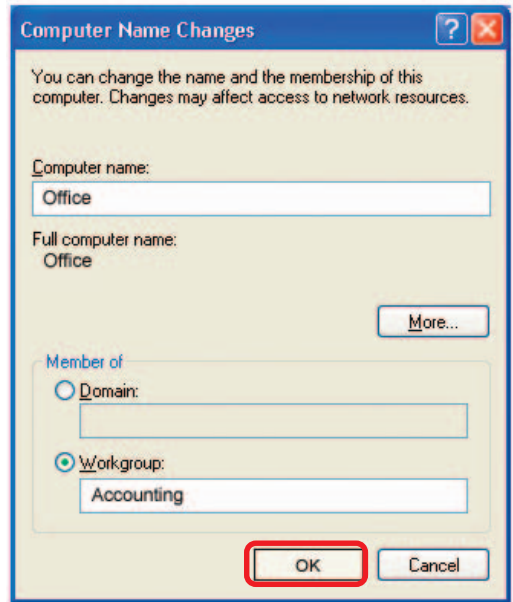 Computer Name Changes
?
You can change the name and the membership of this
computer. Changes may affect access to network resources.
Computer name:
Office
Full computer name:
Office
More...
Member of
Domain:
Workgroup:
Accounting
OK
Cancel